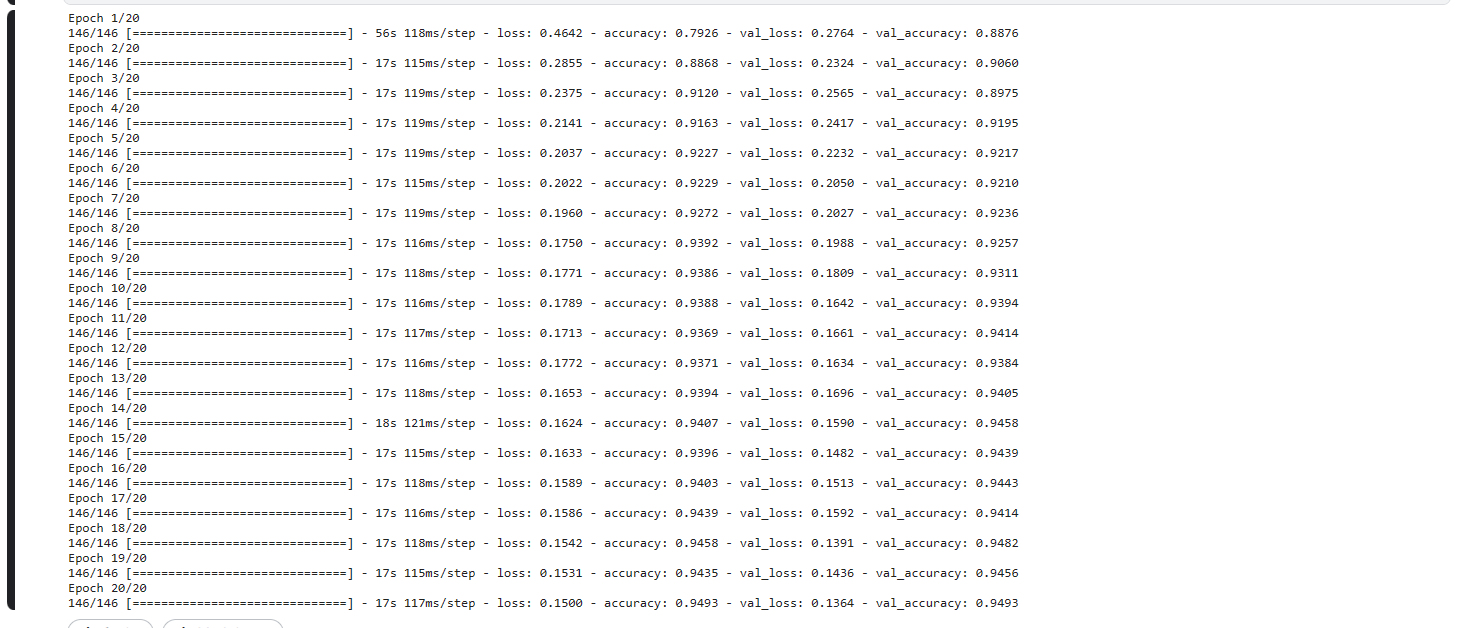 Epoch 1/20
146/146 [==============================] - 56s 118ms/step - loss: 0.4642 - accuracy: 0.7926 - val_loss: 0.2764 - val_accuracy: 0.8876
Epoch 2/20
146/146 [==============================] - 17s 115ms/step - loss: 0.2855 - accuracy: 0.8868 - val_loss: 0.2324 - val_accuracy: 0.9060
Epoch 3/20
146/146 [==============================] - 17s 119ms/step - loss: 0.2375 - accuracy: 0.9120 - val_loss: 0.2565 - val_accuracy: 0.8975
Epoch 4/20
146/146 [==============================] - 17s 119ms/step - loss: 0.2141 - accuracy: 0.9163 - val_loss: 0.2417 - val_accuracy: 0.9195
Epoch 5/20
146/146 [==============================] - 17s 119ms/step - loss: 0.2037 - accuracy: 0.9227 - val_loss: 0.2232 - val_accuracy: 0.9217
Epoch 6/20
146/146 [==============================] - 17s 115ms/step - loss: 0.2022 - accuracy: 0.9229 - val_loss: 0.2050 - val_accuracy: 0.9210
Epoch 7/20
146/146 [==============================] - 17s 119ms/step - loss: 0.1960 - accuracy: 0.9272 - val_loss: 0.2027 - val_accuracy: 0.9236
Epoch 8/20
146/146 [==============================] - 17s 116ms/step - loss: 0.1750 - accuracy: 0.9392 - val_loss: 0.1988 - val_accuracy: 0.9257
Epoch 9/20
146/146 [==============================] - 17s 118ms/step - loss: 0.1771 - accuracy: 0.9386 - val_loss: 0.1809 - val_accuracy: 0.9311
Epoch 10/20
146/146 [==============================] - 17s 116ms/step - loss: 0.1789 - accuracy: 0.9388 - val_loss: 0.1642 - val_accuracy: 0.9394
Epoch 11/20
146/146 [==============================] - 17s 117ms/step - loss: 0.1713 - accuracy: 0.9369 - val_loss: 0.1661 - val_accuracy: 0.9414
Epoch 12/20
146/146 [==============================] - 17s 116ms/step - loss: 0.1772 - accuracy: 0.9371 - val_loss: 0.1634 - val_accuracy: 0.9384
Epoch 13/20
146/146 [==============================] - 17s 118ms/step - loss: 0.1653 - accuracy: 0.9394 - val_loss: 0.1696 - val_accuracy: 0.9405
Epoch 14/20
146/146 [==============================] - 18s 121ms/step - loss: 0.1624 - accuracy: 0.9407 - val_loss: 0.1590 - val_accuracy: 0.9458
Epoch 15/20
146/146 [==============================] - 17s 115ms/step - loss: 0.1633 - accuracy: 0.9396 - val_loss: 0.1482 - val_accuracy: 0.9439
Epoch 16/20
146/146 [==============================] - 17s 118ms/step - loss: 0.1589 - accuracy: 0.9403 - val_loss: 0.1513 - val_accuracy: 0.9443
Epoch 17/20
146/146 [==============================] - 17s 116ms/step - loss: 0.1586 - accuracy: 0.9439 - val_loss: 0.1592 - val_accuracy: 0.9414
Epoch 18/20
146/146 [==============================] - 17s 118ms/step - loss: 0.1542 - accuracy: 0.9458 - val_loss: 0.1391 - val_accuracy: 0.9482
Epoch 19/20
146/146 [==============================] - 17s 115ms/step - loss: 0.1531 - accuracy: 0.9435 - val_loss: 0.1436 - val_accuracy: 0.9456
Epoch 20/20
146/146 [==============================] - 17s 117ms/step - loss: 0.1500 - accuracy: 0.9493 - val_loss: 0.1364 - val_accuracy: 0.9493